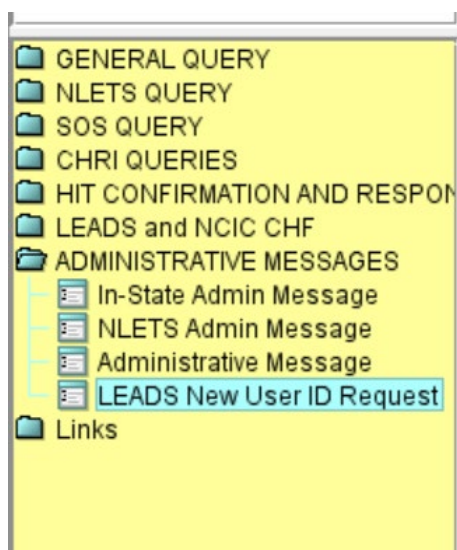 GENERAL QUERY
NLETS QUERY
SOS QUERY
CHRI QUERIES
HIT CONFIRMATION AND RESPON
LEADS and NCIC CHF
ADMINISTRATIVE MESSAGES
In-State Admin Message
NLETS Admin Message
Administrative Message
LEADS New User ID Request
Links